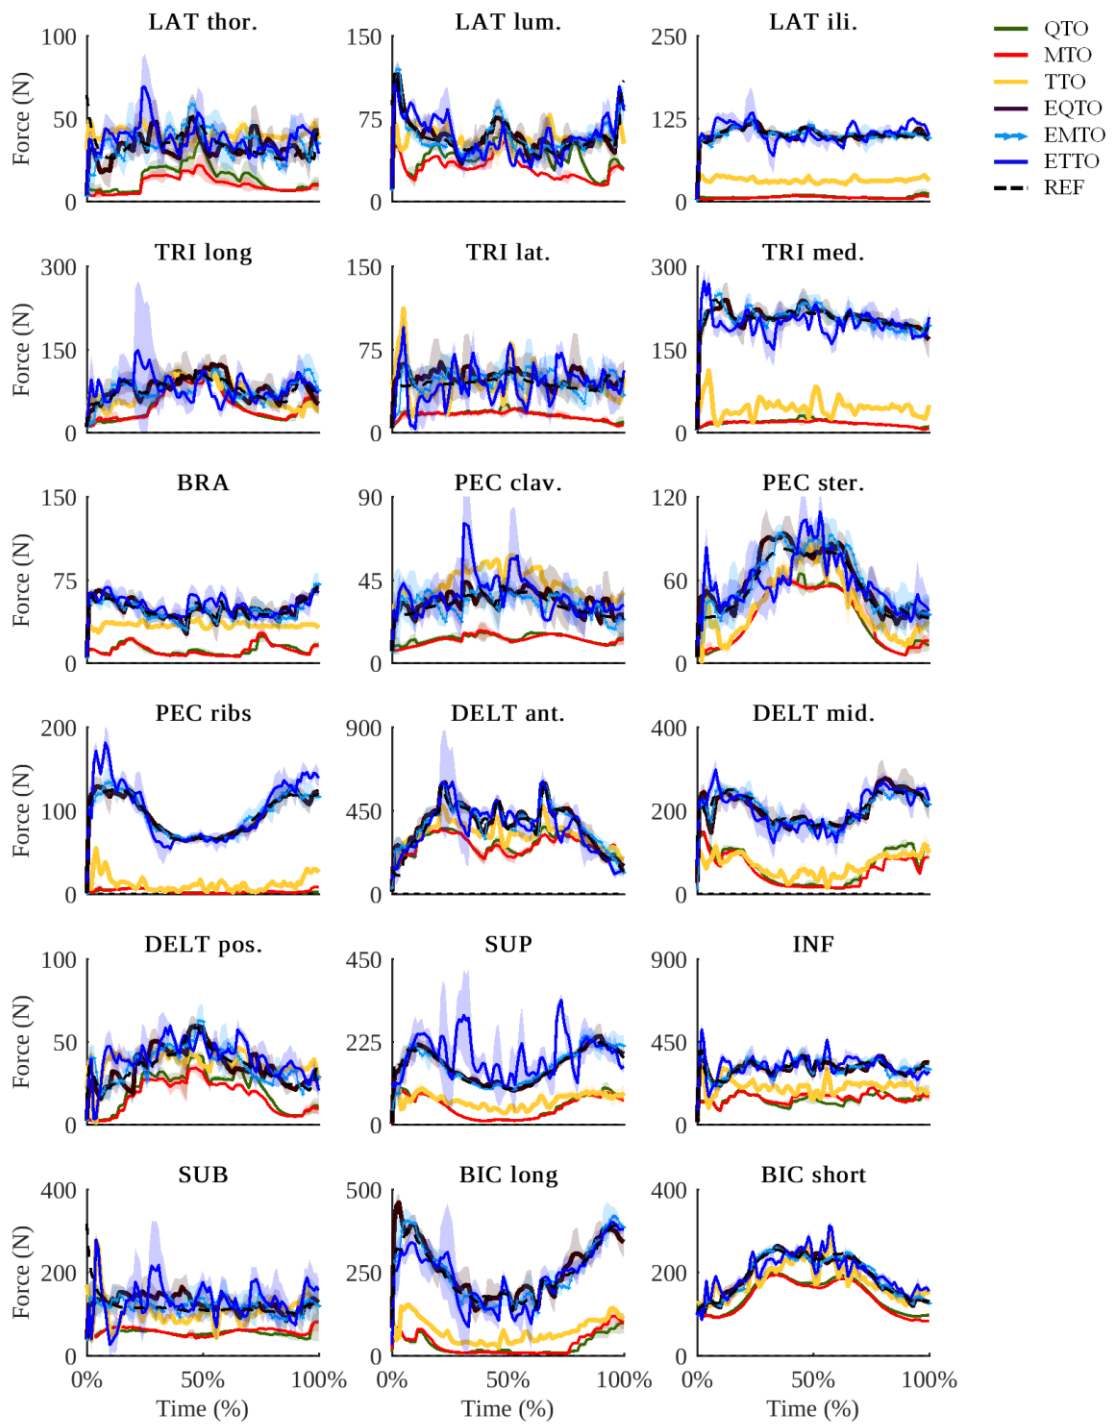 LAT thor. LAT lum. LAT ili.
100 150 250
50 75 125
0 0 0
Force (N)
QTO
MTO
TTO
EQTO
EMTO
ETTO
REF
TRI long TRI lat. TRI med.
300 150 300
150 75 150
0 0 0
Force (N)
BRA PEC clav. PEC ster.
150 90 120
75 45 60
0 0 0
Force (N)
PEC ribs DELT ant. DELT mid.
200 900 400
100 450 200
0 0 0
Force (N)
DELT pos. SUP INF
100 450 900
50 225 450
0 0 0
Force (N)
SUB BIC long BIC short
400 500 400
200 250 200
0 0 0
Force (N)
0% 50% 100% 0% 50% 100% 0% 50% 100%
Time (%) Time (%) Time (%)